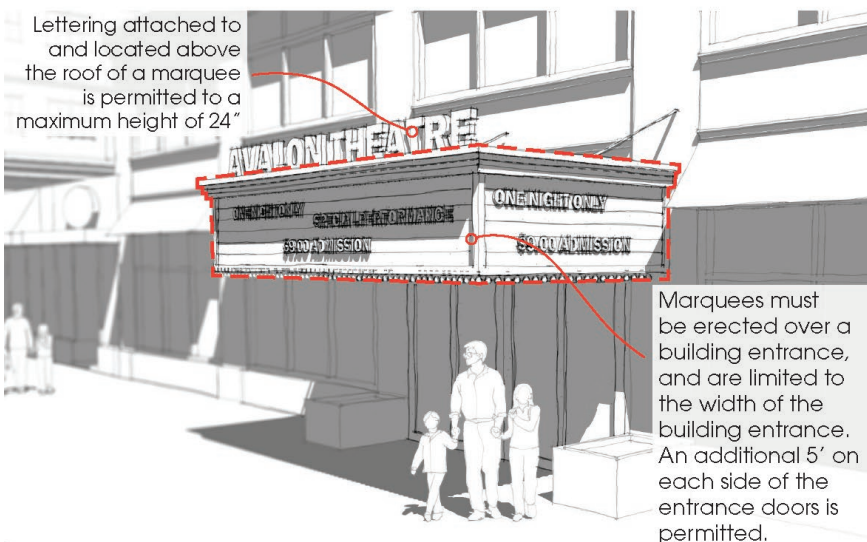 Lettering attached to
and located above
the roof of a marquee
is permitted to a
maximum height of 24"
AVALON THEATRE
ONE NIGHT ONLY
SPECIAL PERFORMANCE
$9.00 ADMISSION
ONE NIGHT ONLY
$9.00 ADMISSION
Marquees must
be erected over a
building entrance,
and are limited to
the width of the
building entrance.
An additional 5' on
each side of the
entrance doors is
permitted.